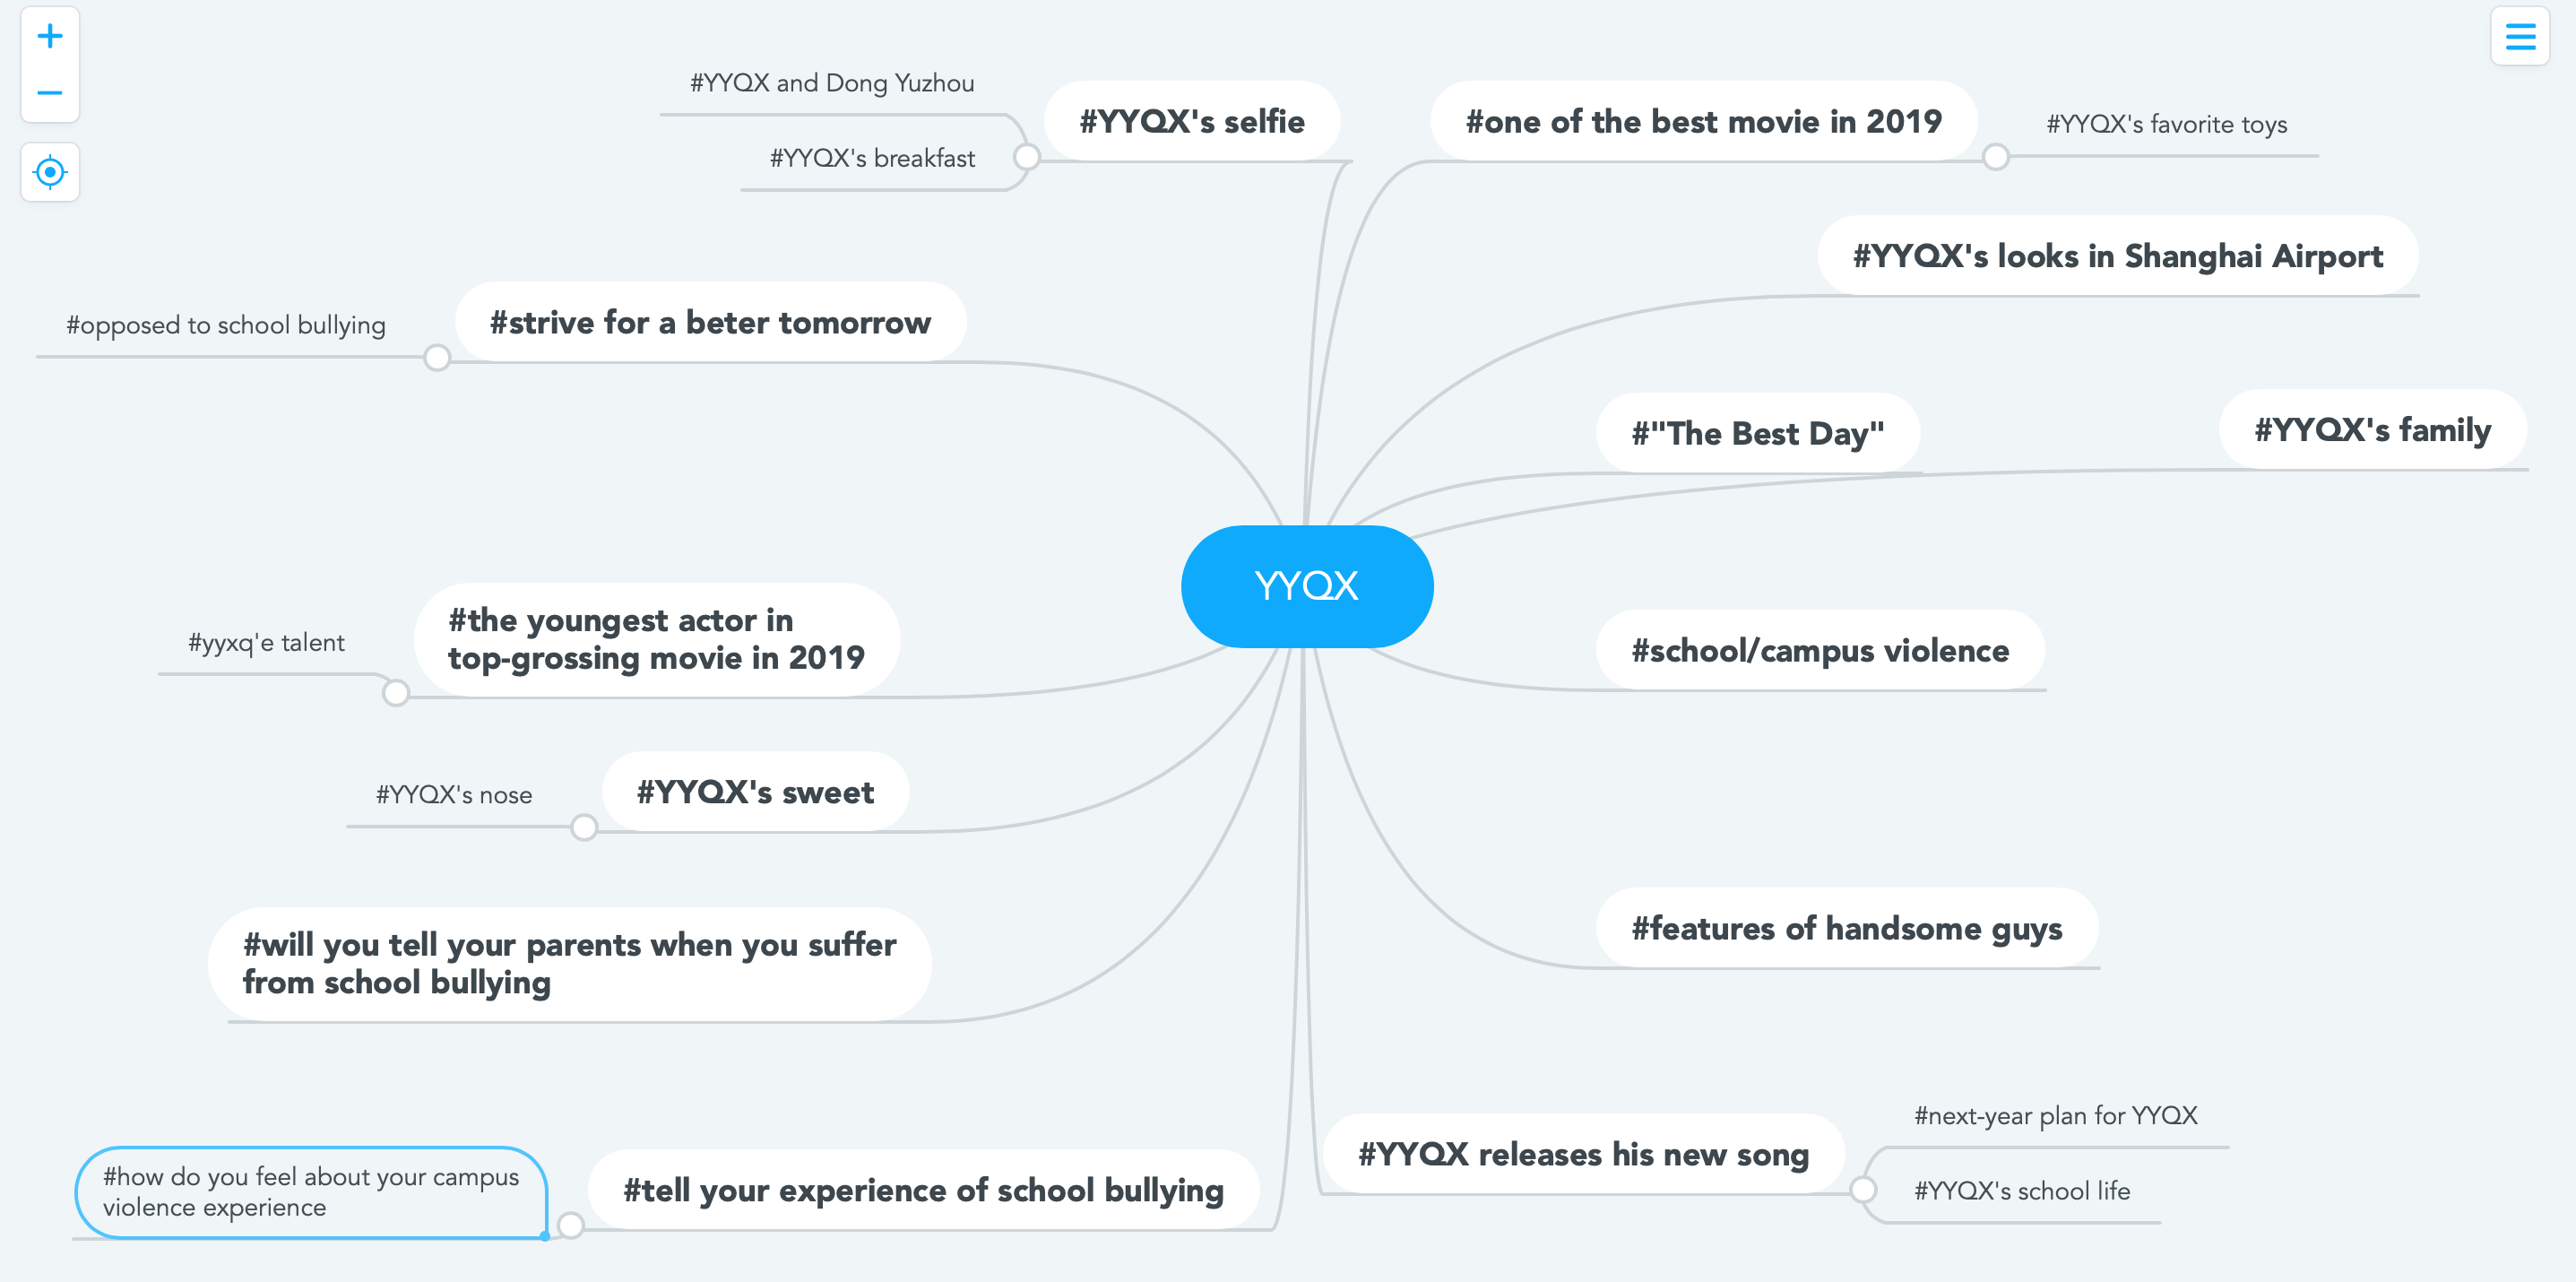 #YYQX and Dong Yuzhou
#YYQX's breakfast
#YYQX's selfie
#one of the best movie in 2019
#YYQX's favorite toys
#YYQX's looks in Shanghai Airport
#opposed to school bullying
#strive for a beter tomorrow
#"The Best Day"
#YYQX's family
YYQX
#yyxq'e talent
#the youngest actor in
top-grossing movie in 2019
#school/campus violence
#YYQX's nose
#YYQX's sweet
#will you tell your parents when you suffer
from school bullying
#features of handsome guys
#how do you feel about your campus
violence experience
#tell your experience of school bullying
#YYQX releases his new song
#next-year plan for YYQX
#YYQX's school life